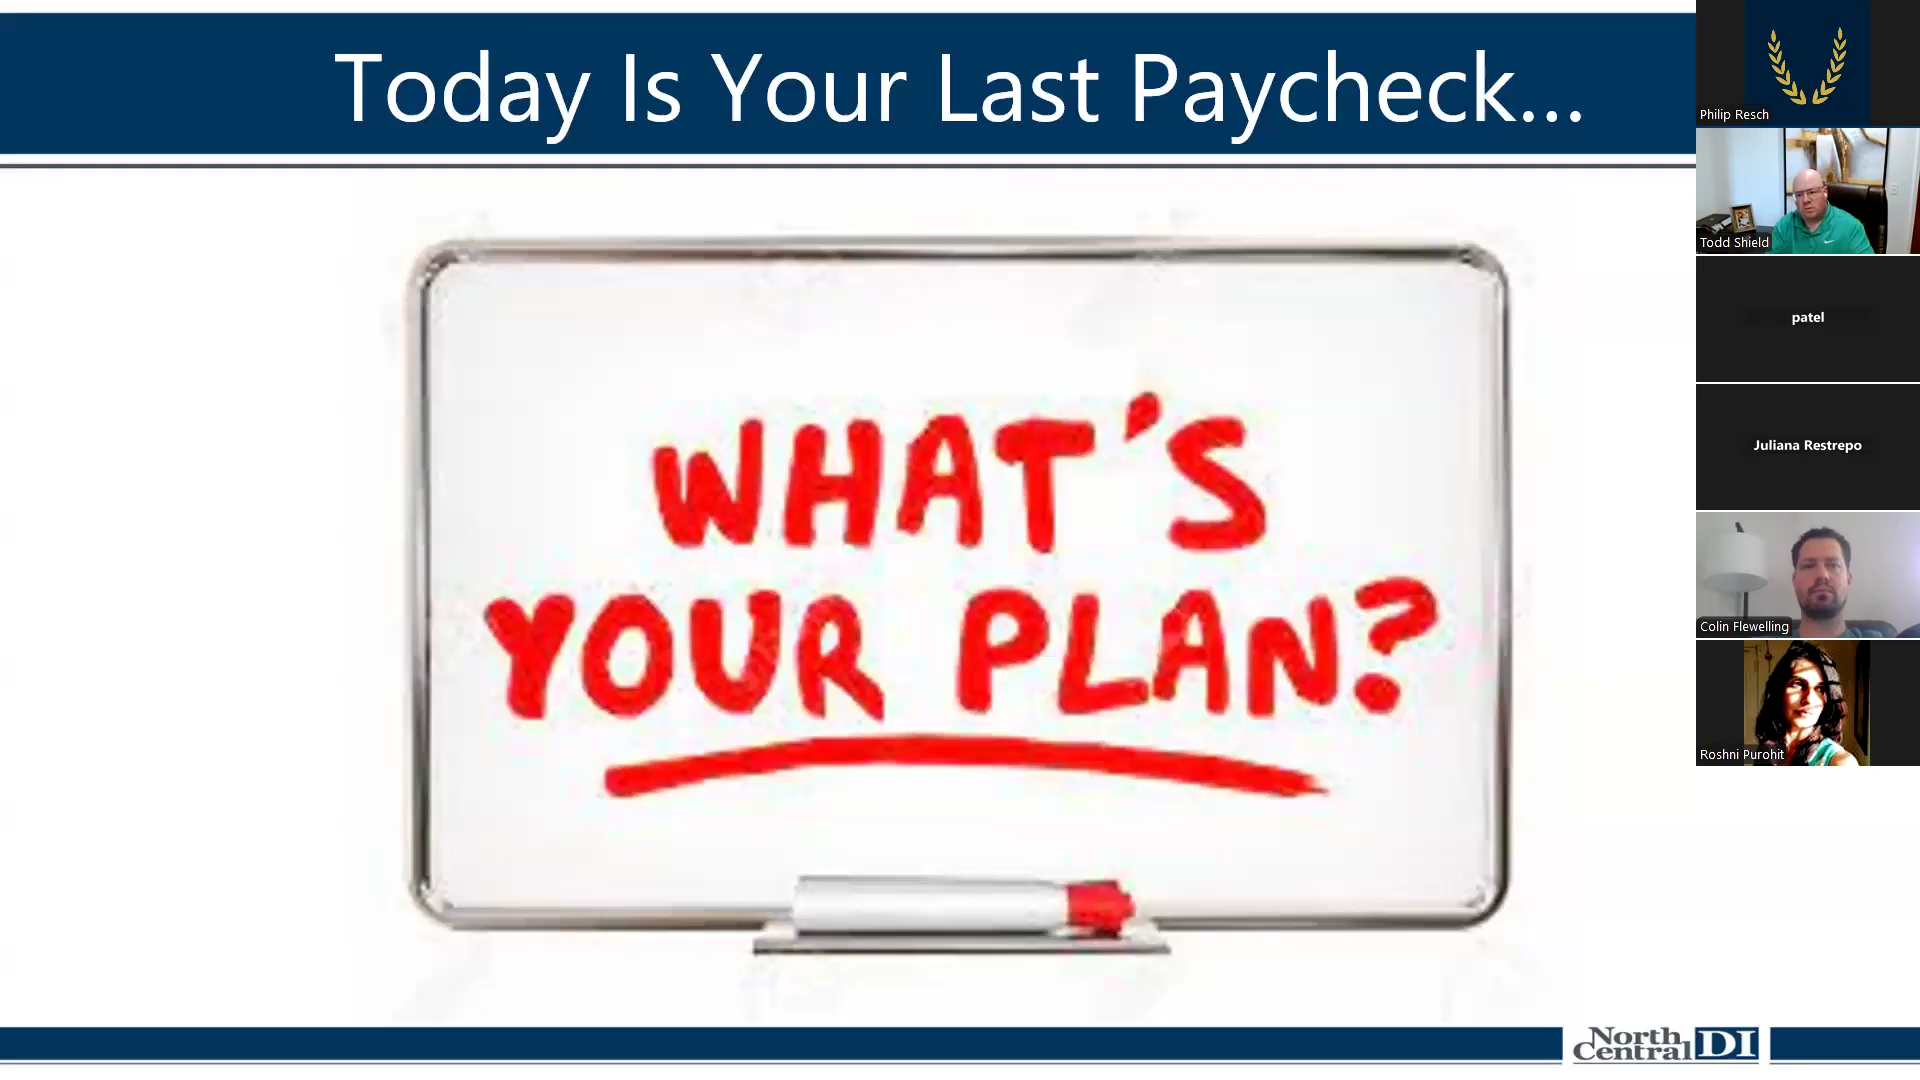 Today Is Your Last Paycheck...
WHAT'S
YOUR PLAN?
North
Central DI
Philip Resch
Todd Shield
patel
Juliana Restrepo
Colin Flewelling
Roshni Purohit